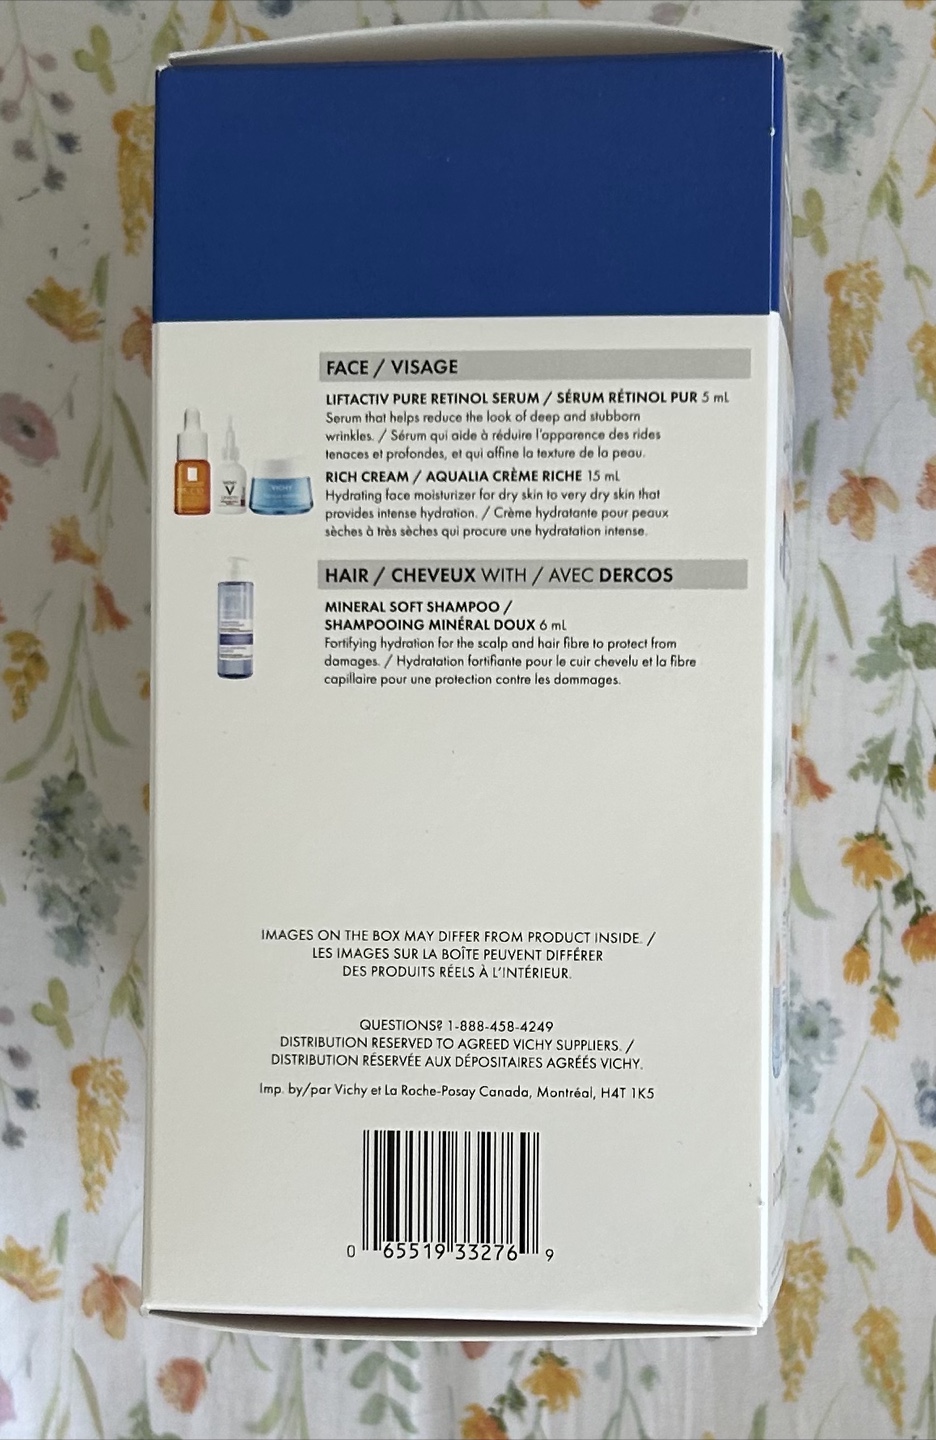 FACE / VISAGE
LIFTACTIV PURE RETINOL SERUM / SÉRUM RÉTINOL PUR 5 mL
Serum that helps reduce the look of deep and stubborn
wrinkles. / Sérum qui aide à réduire l'apparence des rides
tenaces et profondes, et qui affine la texture de la peau.
RICH CREAM / AQUALIA CRÈME RICHE 15 mL
Hydrating face moisturizer for dry skin to very dry skin that
provides intense hydration. / Crème hydratante pour peaux
sèches à très sèches qui procure une hydratation intense.
VICHY
HAIR / CHEVEUX WITH / AVEC DERCOS
MINERAL SOFT SHAMPOO /
SHAMPOOING MINÉRAL DOUX 6 mL
Fortifying hydration for the scalp and hair fibre to protect from
damages. / Hydratation fortifiante pour le cuir chevelu et la fibre
capillaire pour une protection contre les dommages.
IMAGES ON THE BOX MAY DIFFER FROM PRODUCT INSIDE. /
LES IMAGES SUR LA BOÎTE PEUVENT DIFFÉRER
DES PRODUITS RÉELS À L'INTÉRIEUR.
QUESTIONS? 1-888-458-4249
DISTRIBUTION RESERVED TO AGREED VICHY SUPPLIERS. /
DISTRIBUTION RÉSERVÉE AUX DÉPOSITAIRES AGRÉÉS VICHY.
Imp. by/par Vichy et La Roche-Posay Canada, Montréal, H4T 1K5
0 65519 33276 9